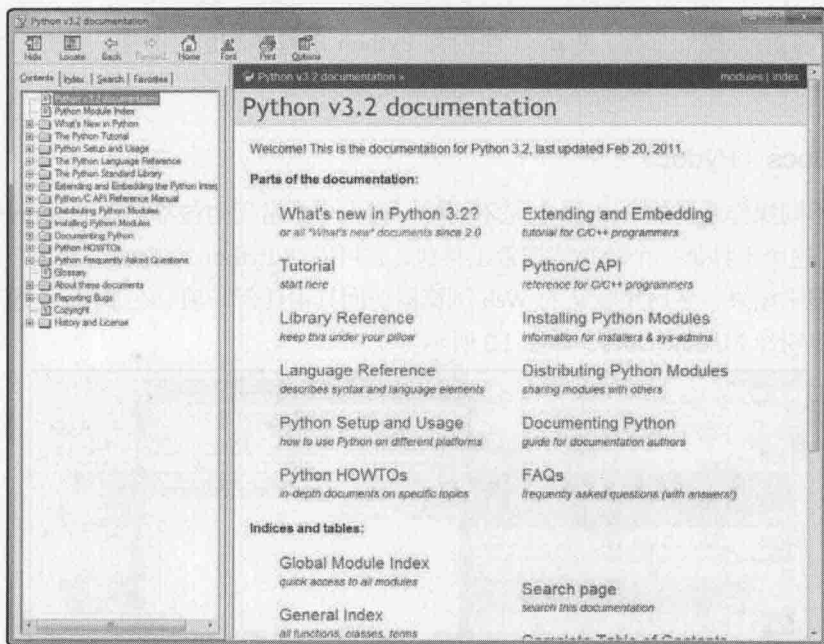 Python v3.2 documentation
Hide Locate Back Forward Home Font Print Options
Contents Index Search Favorites
Python v3.2 documentation
Python Module Index
What's New in Python
The Python Tutorial
Python Setup and Usage
The Python Language Reference
The Python Standard Library
Extending and Embedding the Python Inter
Python/C API Reference Manual
Distributing Python Modules
Installing Python Modules
Documenting Python
Python HOWTOs
Python Frequently Asked Questions
Glossary
About these documents
Reporting Bugs
Copyright
History and License
Python v3.2 documentation »
modules | index
Python v3.2 documentation
Welcome! This is the documentation for Python 3.2, last updated Feb 20, 2011.
Parts of the documentation:
What's new in Python 3.2?
or all "What's new" documents since 2.0
Tutorial
start here
Library Reference
keep this under your pillow
Language Reference
describes syntax and language elements
Python Setup and Usage
how to use Python on different platforms
Python HOWTOs
in-depth documents on specific topics
Extending and Embedding
tutorial for C/C++ programmers
Python/C API
reference for C/C++ programmers
Installing Python Modules
information for installers & sys-admins
Distributing Python Modules
sharing modules with others
Documenting Python
guide for documentation authors
FAQs
frequently asked questions (with answers!)
Indices and tables:
Global Module Index
quick access to all modules
General Index
all functions, classes, terms
Search page
search this documentation
Complete Table of Contents